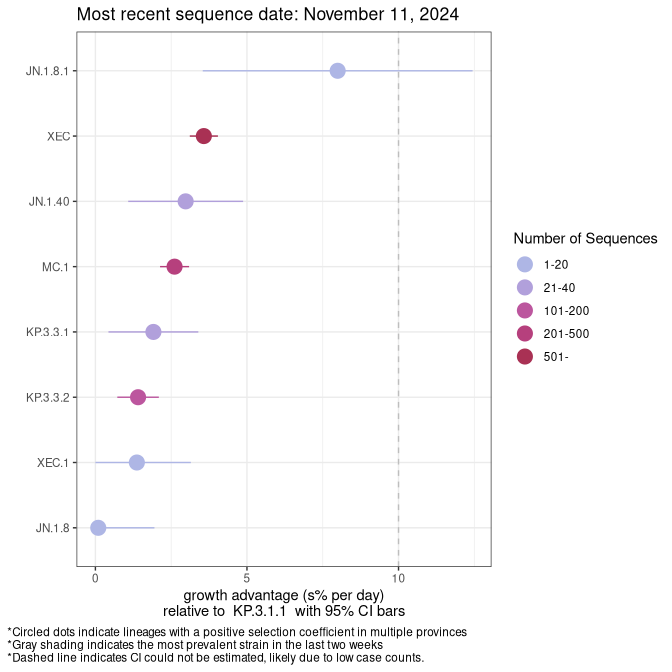 Most recent sequence date: November 11, 2024
JN.1.8.1
XEC
JN.1.40
MC.1
KP.3.3.1
KP.3.3.2
XEC.1
JN.1.8
0
5
10
growth advantage (s% per day)
relative to KP.3.1.1 with 95% CI bars
Number of Sequences
1-20
21-40
101-200
201-500
501-
*Circled dots indicate lineages with a positive selection coefficient in multiple provinces
*Gray shading indicates the most prevalent strain in the last two weeks
*Dashed line indicates CI could not be estimated, likely due to low case counts.